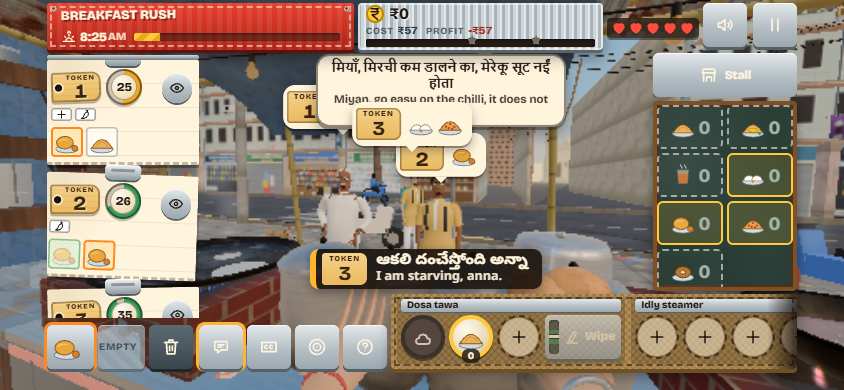 BREAKFAST RUSH
8:25 AM
₹0
COST ₹57 PROFIT -₹57
Stall
TOKEN
1
25
TOKEN
2
26
TOKEN
35
मियाँ, मिरची कम डालने का, मेरेकू सूट नईं
होता
Miyan, go easy on the chilli, it does not
1
TOKEN
3
2
TOKEN
3
ఆకలి దంచేస్తోంది అన్నా
I am starving, anna.
0
0
0
0
0
0
0
Dosa tawa
0
Wipe
Idly steamer
EMPTY
CC
?